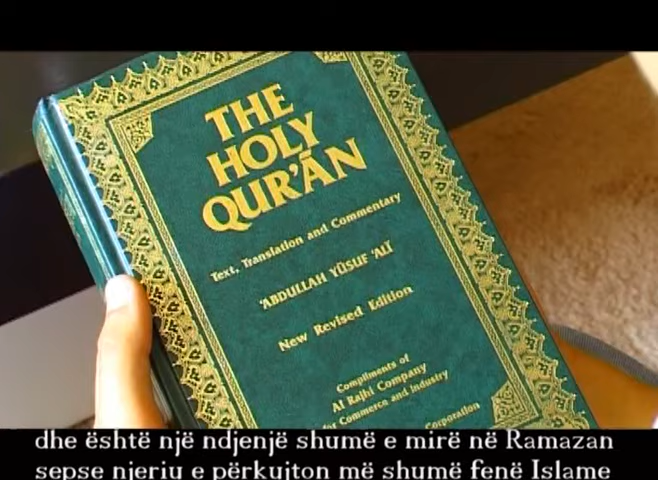 THE
HOLY
QUR'ĀN
Text, Translation and Commentary
'ABDULLAH YŪSUF 'ALĪ
New Revised Edition
Compliments of
Al Rajhi Company
for Commerce and Industry
Corporation
dhe është një ndjenjë shumë e mirë në Ramazan
sepse njeriu e përkujton më shumë fenë Islame